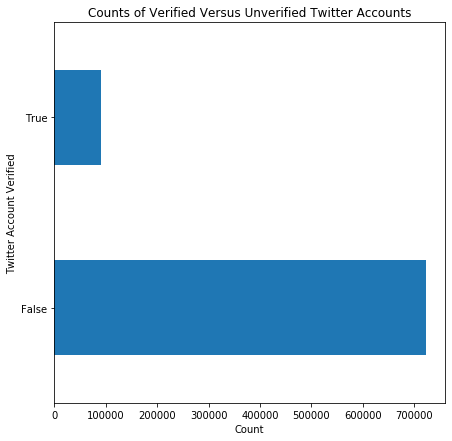 Counts of Verified Versus Unverified Twitter Accounts
True
Twitter Account Verified
False
0 100000 200000 300000 400000 500000 600000 700000
Count